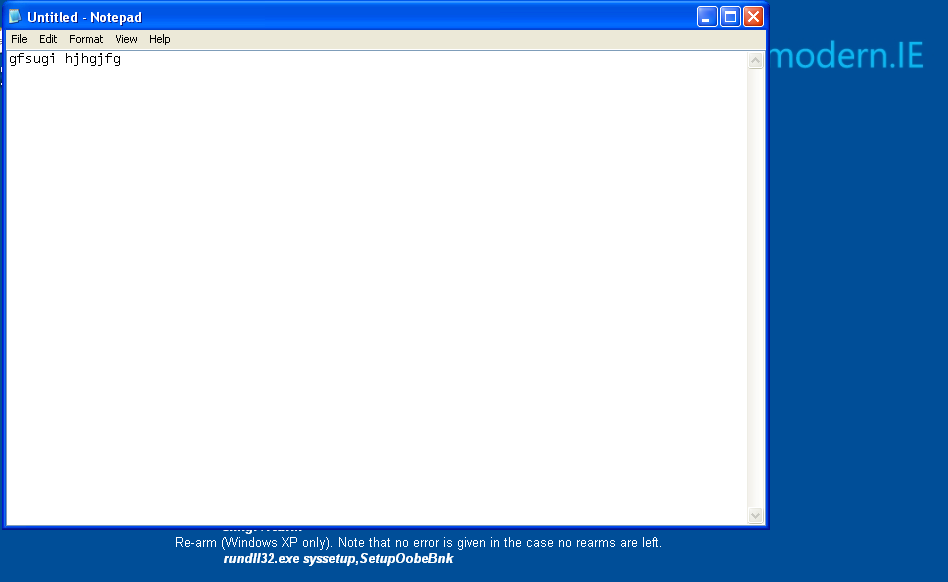 Untitled - Notepad
File Edit Format View Help
gfsugi hjhgjfg
modern.IE
Re-arm (Windows XP only). Note that no error is given in the case no rearms are left.
rundll32.exe syssetup,SetupOobeBnk